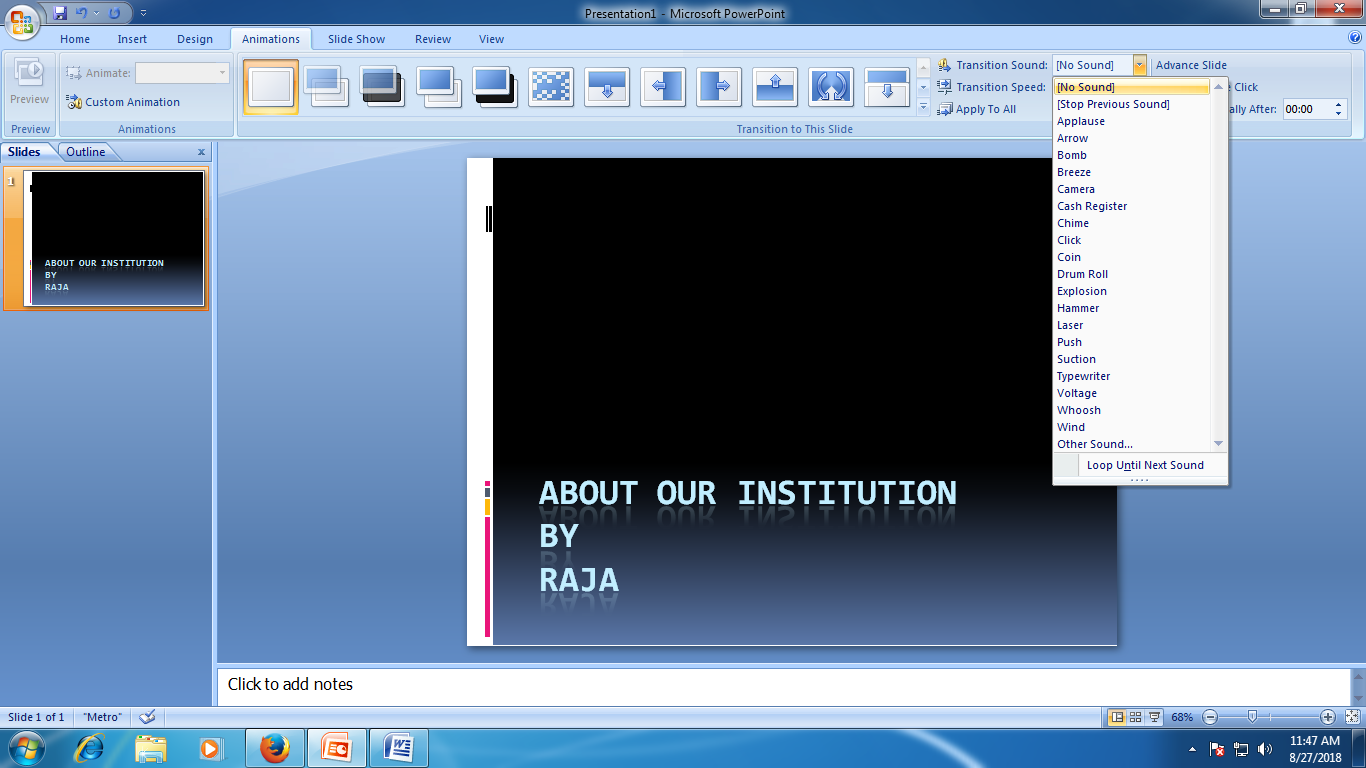 Presentation1 - Microsoft PowerPoint
Home Insert Design Animations Slide Show Review View
Preview
Animate:
Custom Animation
Transition Sound: [No Sound]
Transition Speed:
Apply To All
Advance Slide
Click
ally After: 00:00
Preview Animations Transition to This Slide
[No Sound]
[Stop Previous Sound]
Applause
Arrow
Bomb
Breeze
Camera
Cash Register
Chime
Click
Coin
Drum Roll
Explosion
Hammer
Laser
Push
Suction
Typewriter
Voltage
Whoosh
Wind
Other Sound...
Loop Until Next Sound
Slides Outline x
1
ABOUT OUR INSTITUTION
BY
RAJA
ABOUT OUR INSTITUTION
BY
RAJA
Click to add notes
Slide 1 of 1 "Metro" 68%
11:47 AM
8/27/2018